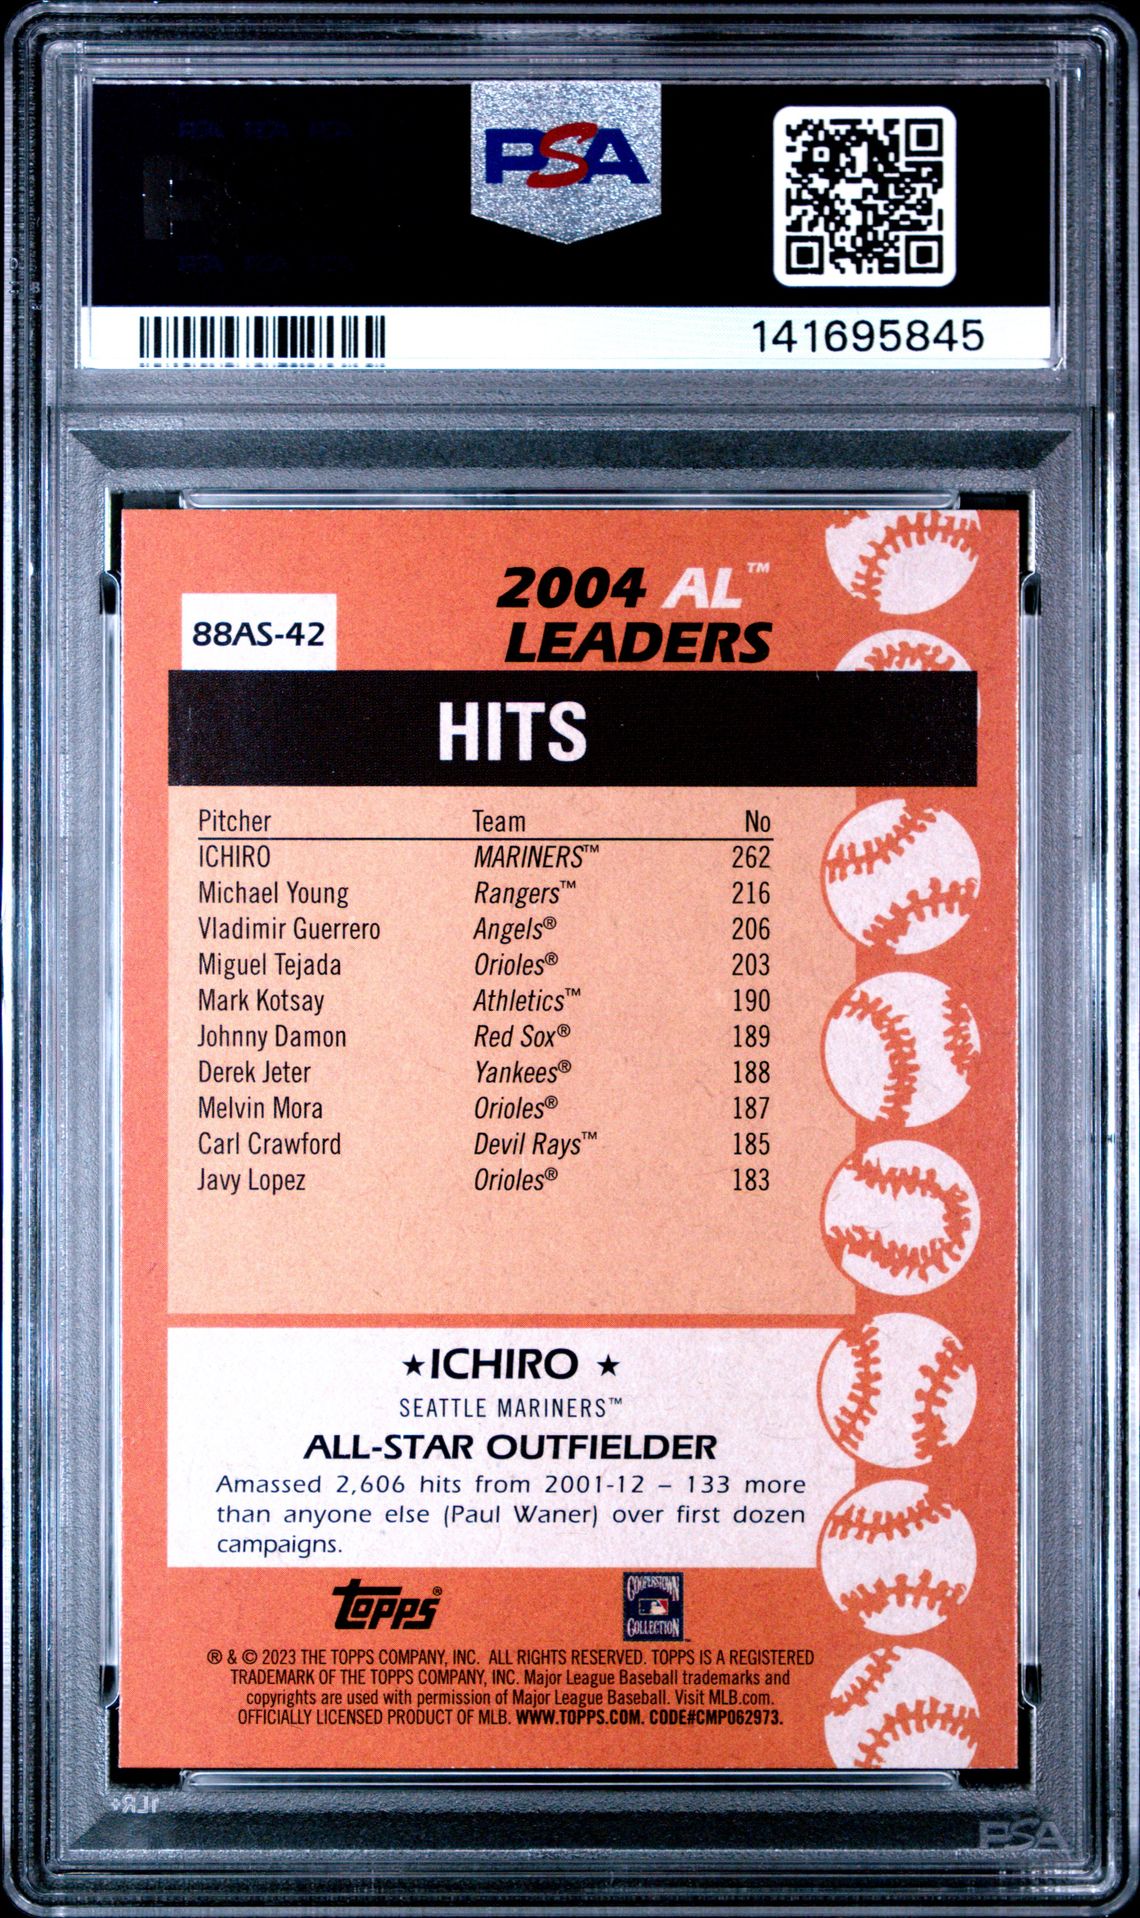 PSA
141695845
88AS-42
2004 AL™
LEADERS
HITS
Pitcher Team No
ICHIRO MARINERS™ 262
Michael Young Rangers™ 216
Vladimir Guerrero Angels® 206
Miguel Tejada Orioles® 203
Mark Kotsay Athletics™ 190
Johnny Damon Red Sox® 189
Derek Jeter Yankees® 188
Melvin Mora Orioles® 187
Carl Crawford Devil Rays™ 185
Javy Lopez Orioles® 183
★ICHIRO ★
SEATTLE MARINERS™
ALL-STAR OUTFIELDER
Amassed 2,606 hits from 2001-12 – 133 more
than anyone else (Paul Waner) over first dozen
campaigns.
Topps®
COOPERSTOWN
COLLECTION
® & © 2023 THE TOPPS COMPANY, INC. ALL RIGHTS RESERVED. TOPPS IS A REGISTERED
TRADEMARK OF THE TOPPS COMPANY, INC. Major League Baseball trademarks and
copyrights are used with permission of Major League Baseball. Visit MLB.com.
OFFICIALLY LICENSED PRODUCT OF MLB. WWW.TOPPS.COM. CODE#CMP062973.
PSA